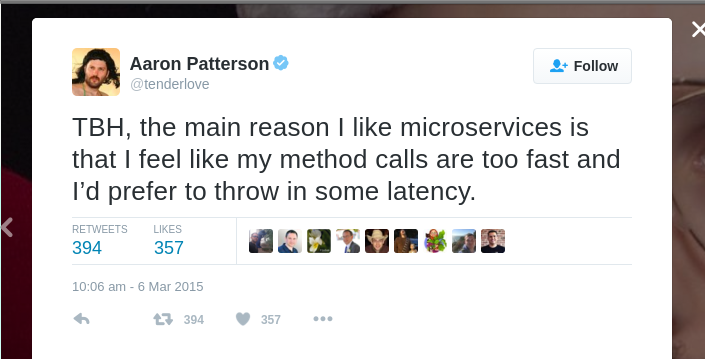 Aaron Patterson
@tenderlove
Follow
TBH, the main reason I like microservices is
that I feel like my method calls are too fast and
I’d prefer to throw in some latency.
RETWEETS LIKES
394 357
10:06 am - 6 Mar 2015
394 357